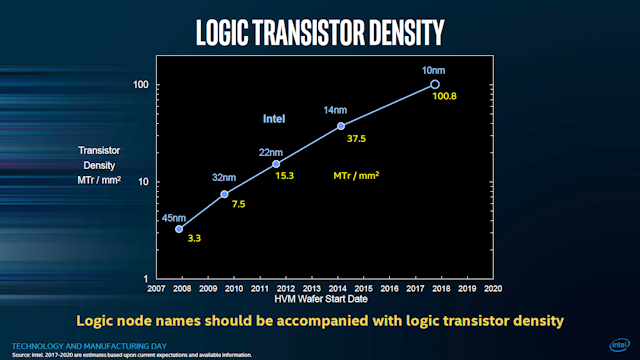 LOGIC TRANSISTOR DENSITY
100
10
1
Transistor
Density
MTr / mm²
Intel
45nm
3.3
32nm
7.5
22nm
15.3
14nm
37.5
10nm
100.8
MTr / mm²
2007 2008 2009 2010 2011 2012 2013 2014 2015 2016 2017 2018 2019 2020
HVM Wafer Start Date
Logic node names should be accompanied with logic transistor density
TECHNOLOGY AND MANUFACTURING DAY
Source: Intel. 2017-2020 are estimates based upon current expectations and available information.
intel